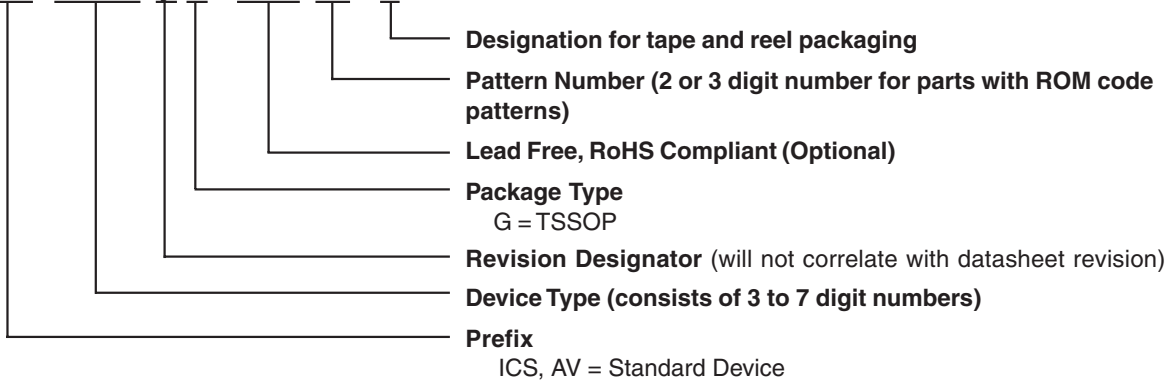 Designation for tape and reel packaging
Pattern Number (2 or 3 digit number for parts with ROM code
patterns)
Lead Free, RoHS Compliant (Optional)
Package Type
G = TSSOP
Revision Designator (will not correlate with datasheet revision)
Device Type (consists of 3 to 7 digit numbers)
Prefix
ICS, AV = Standard Device